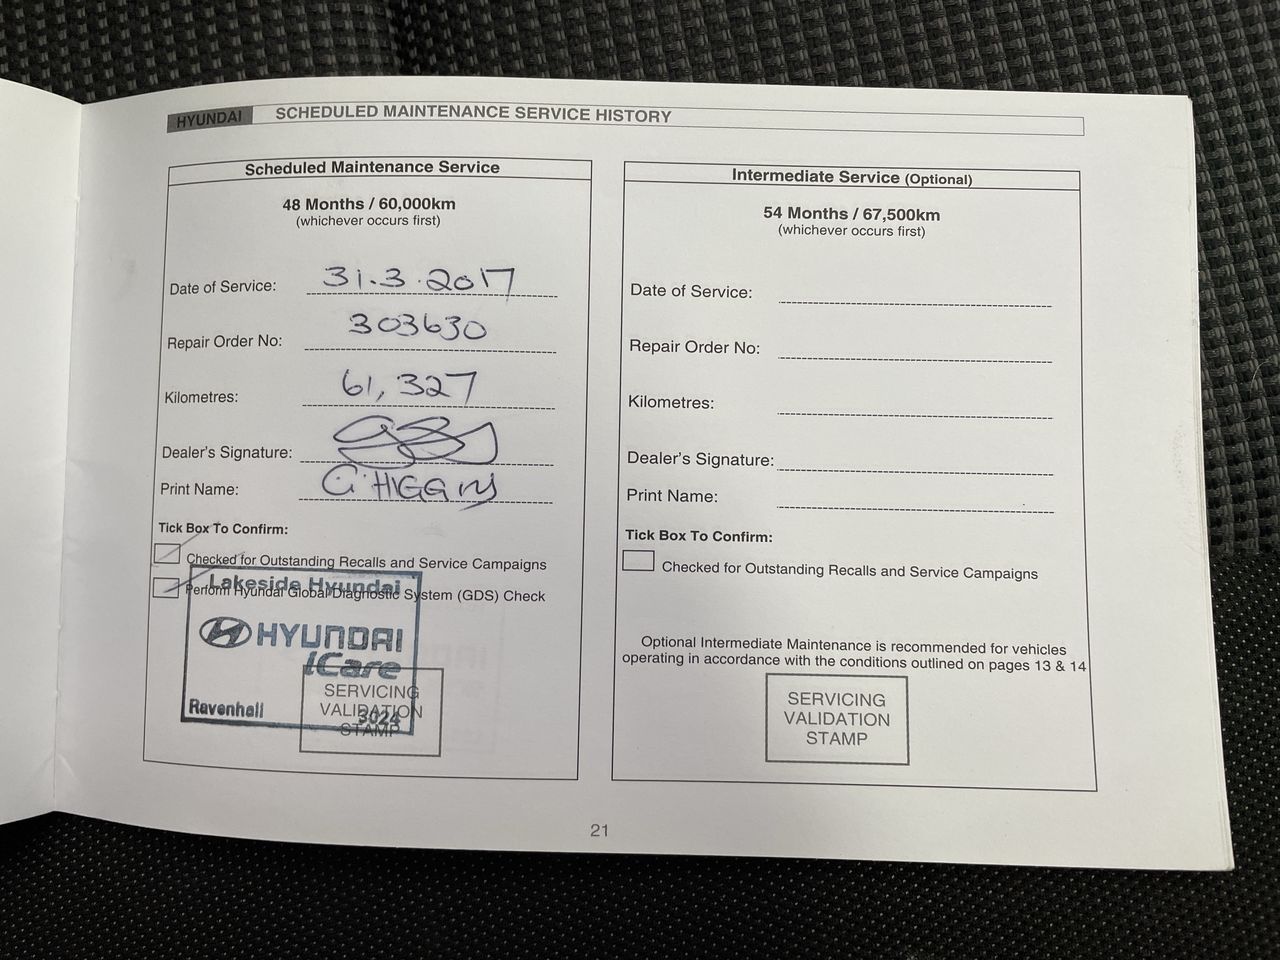 HYUNDAI SCHEDULED MAINTENANCE SERVICE HISTORY
Scheduled Maintenance Service
48 Months / 60,000km
(whichever occurs first)
Date of Service: 31.3.2017
Repair Order No: 303630
Kilometres: 61,327
Dealer's Signature:
Print Name: G. HIGGINS
Tick Box To Confirm:
Checked for Outstanding Recalls and Service Campaigns
Perform Hyundai Global Diagnostic System (GDS) Check
Lakeside Hyundai
HYUNDAI
iCare
Ravenhall 3024
SERVICING
VALIDATION
STAMP
Intermediate Service (Optional)
54 Months / 67,500km
(whichever occurs first)
Date of Service:
Repair Order No:
Kilometres:
Dealer's Signature:
Print Name:
Tick Box To Confirm:
Checked for Outstanding Recalls and Service Campaigns
Optional Intermediate Maintenance is recommended for vehicles
operating in accordance with the conditions outlined on pages 13 & 14
SERVICING
VALIDATION
STAMP
21